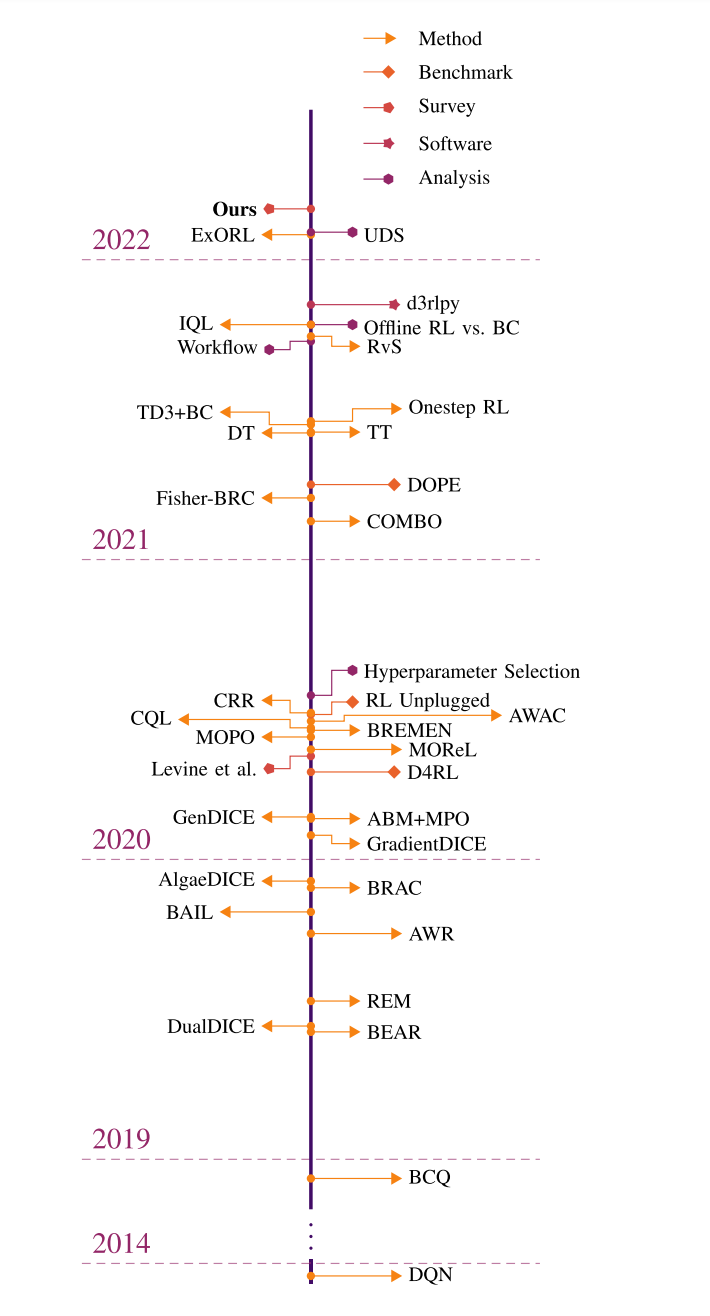 Method
Benchmark
Survey
Software
Analysis
Ours
ExORL
UDS
2022
d3rlpy
IQL
Offline RL vs. BC
Workflow
RvS
TD3+BC
Onestep RL
DT
TT
DOPE
Fisher-BRC
COMBO
2021
Hyperparameter Selection
CRR
RL Unplugged
CQL
AWAC
BREMEN
MOPO
MOReL
Levine et al.
D4RL
GenDICE
ABM+MPO
2020
GradientDICE
AlgaeDICE
BRAC
BAIL
AWR
REM
DualDICE
BEAR
2019
BCQ
2014
DQN